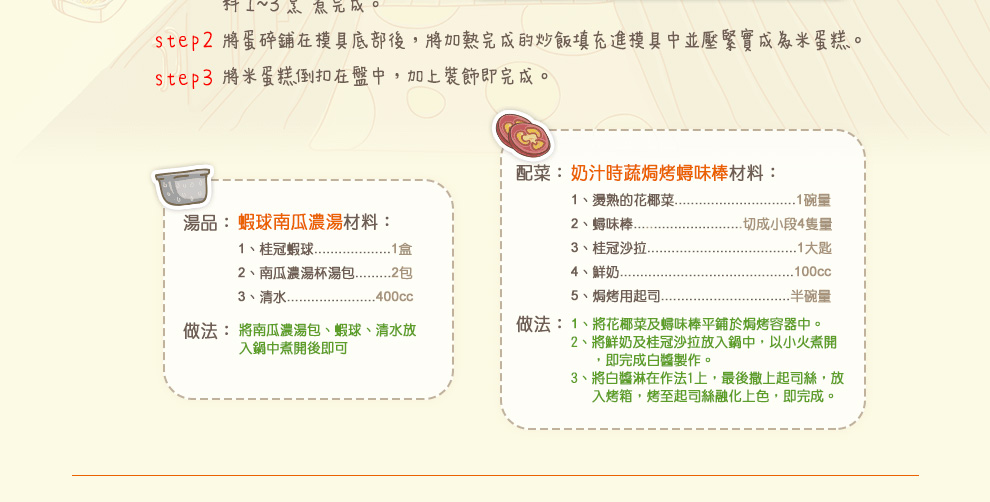 料1~3 煮 煮完成。
step2 將蛋碎鋪在模具底部後，將加熱完成的炒飯填充進模具中並壓緊實成為米蛋糕。
step3 將米蛋糕倒扣在盤中，加上裝飾即完成。
湯品：蝦球南瓜濃湯材料：
1、桂冠蝦球...................1盒
2、南瓜濃湯杯湯包.........2包
3、清水......................400cc
做法：將南瓜濃湯包、蝦球、清水放
入鍋中煮開後即可
配菜：奶汁時蔬焗烤蟳味棒材料：
1、燙熟的花椰菜..............................1碗量
2、蟳味棒...........................切成小段4隻量
3、桂冠沙拉.....................................1大匙
4、鮮奶...........................................100cc
5、焗烤用起司................................半碗量
做法：1、將花椰菜及蟳味棒平鋪於焗烤容器中。
2、將鮮奶及桂冠沙拉放入鍋中，以小火煮開
，即完成白醬製作。
3、將白醬淋在作法1上，最後撒上起司絲，放
入烤箱，烤至起司絲融化上色，即完成。